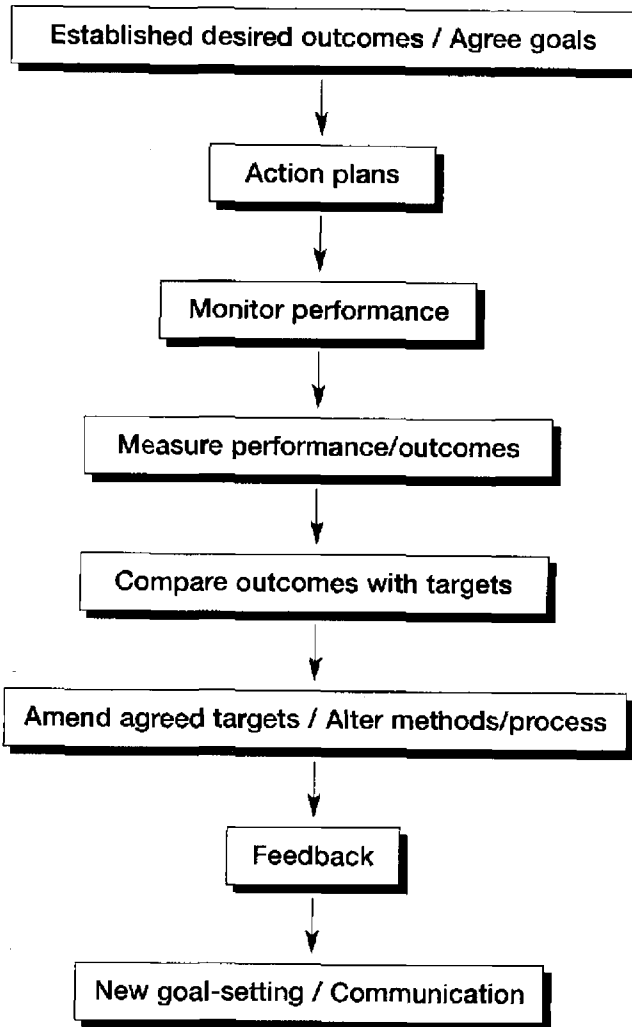 Established desired outcomes / Agree goals
Action plans
Monitor performance
Measure performance/outcomes
Compare outcomes with targets
Amend agreed targets / Alter methods/process
Feedback
New goal-setting / Communication